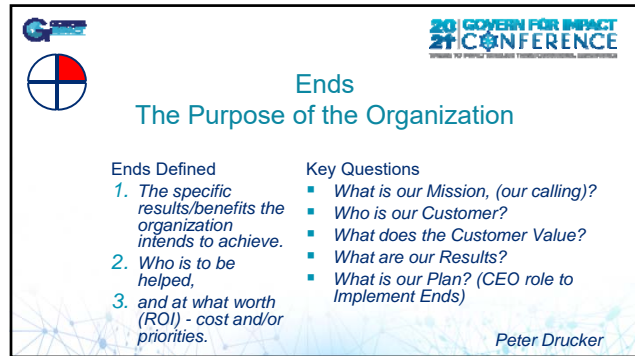 2021 GOVERN FOR IMPACT
CONFERENCE
Ends
The Purpose of the Organization
Ends Defined
1. The specific
results/benefits the
organization
intends to achieve.
2. Who is to be
helped,
3. and at what worth
(ROI) - cost and/or
priorities.
Key Questions
▪ What is our Mission, (our calling)?
▪ Who is our Customer?
▪ What does the Customer Value?
▪ What are our Results?
▪ What is our Plan? (CEO role to
Implement Ends)
Peter Drucker